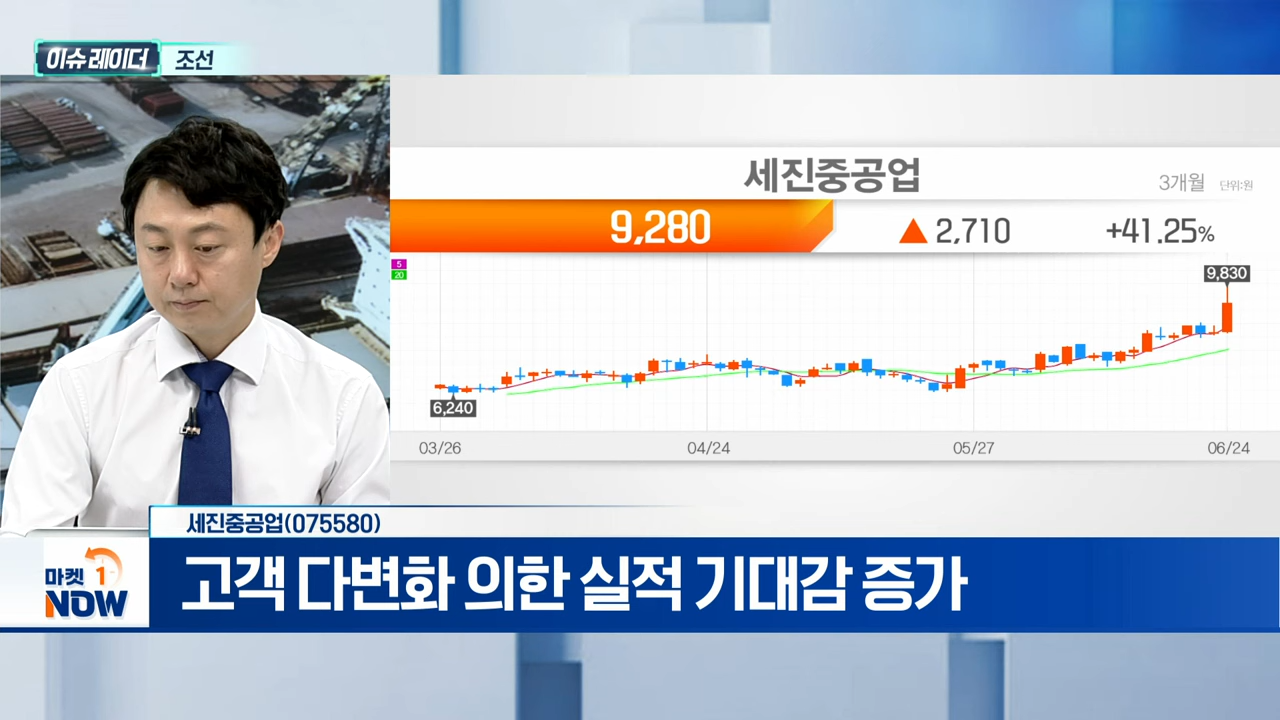 이슈레이더 조선
세진중공업
3개월 단위:원
9,280 ▲ 2,710 +41.25%
5
20
9,830
6,240
03/26 04/24 05/27 06/24
세진중공업(075580)
마켓 1
NOW
고객 다변화 의한 실적 기대감 증가